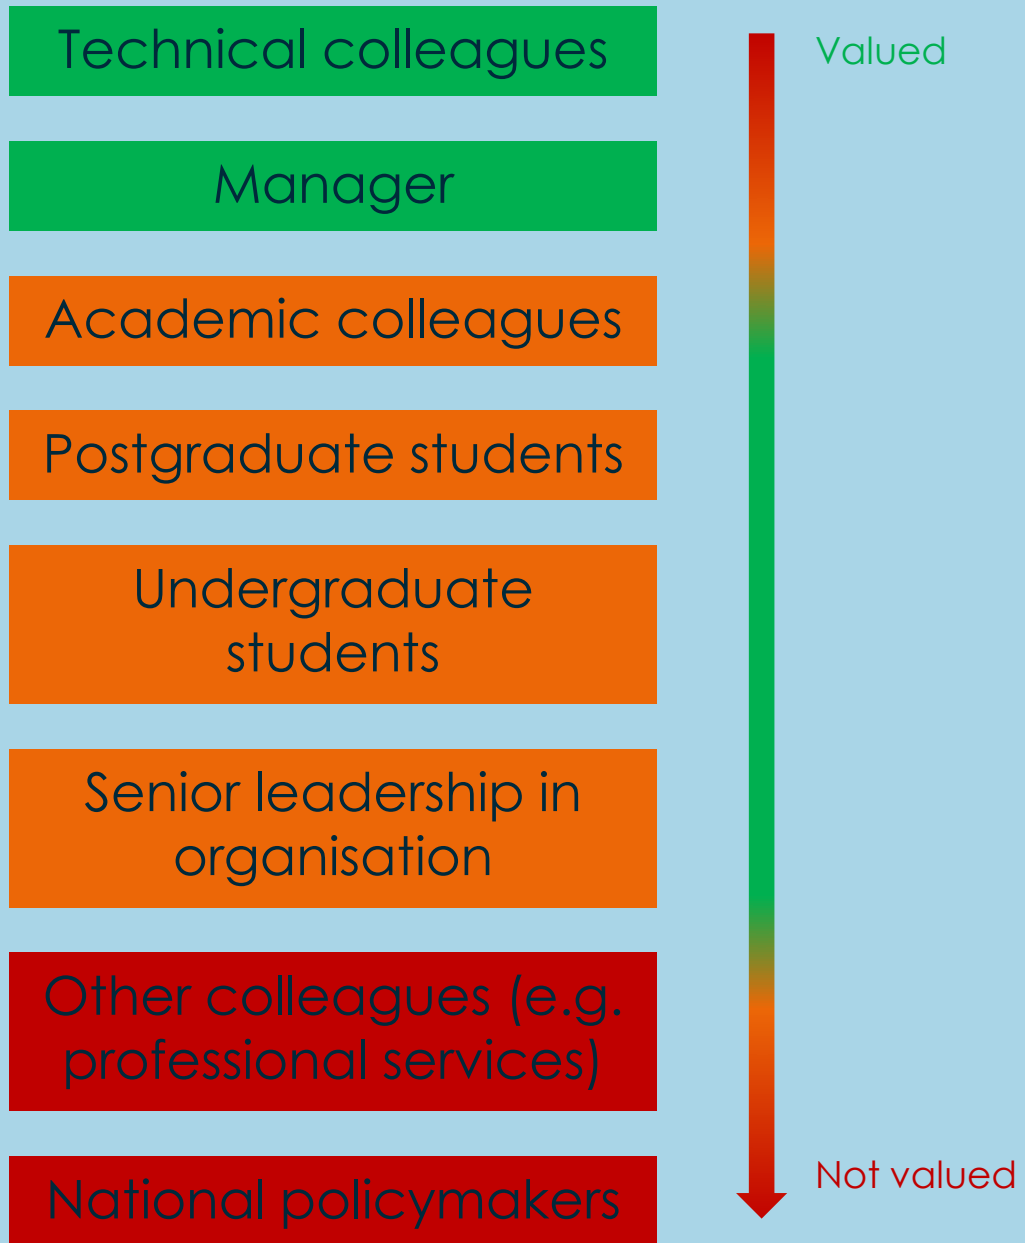 Technical colleagues
Valued
Manager
Academic colleagues
Postgraduate students
Undergraduate
students
Senior leadership in
organisation
Other colleagues (e.g.
professional services)
Not valued
National policymakers